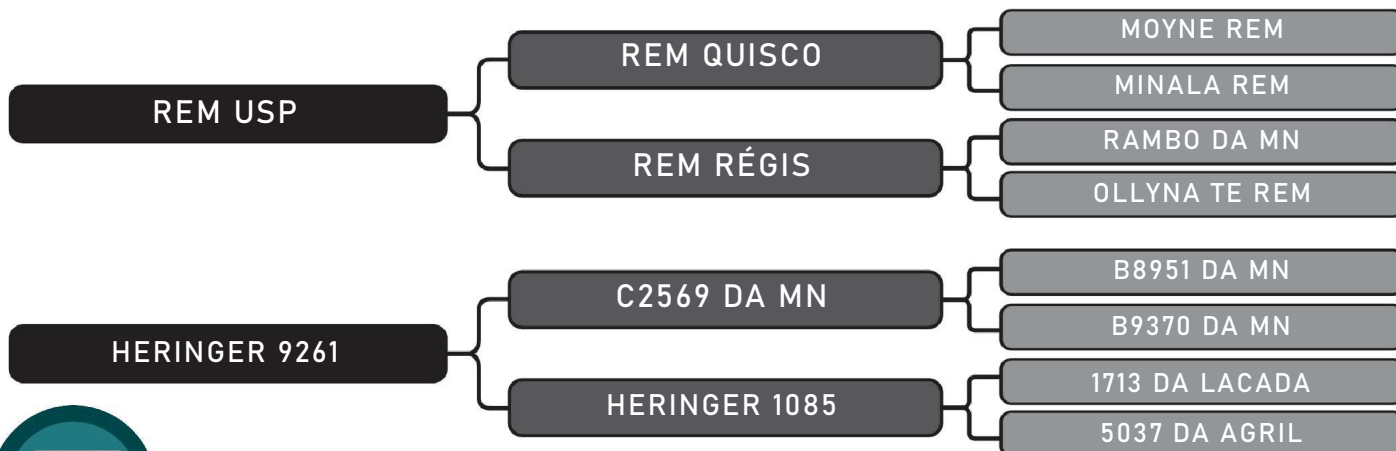 MOYNE REM
REM QUISCO
MINALA REM
REM USP
RAMBO DA MN
REM RÉGIS
OLLYNA TE REM
B8951 DA MN
C2569 DA MN
B9370 DA MN
HERINGER 9261
1713 DA LACADA
HERINGER 1085
5037 DA AGRIL